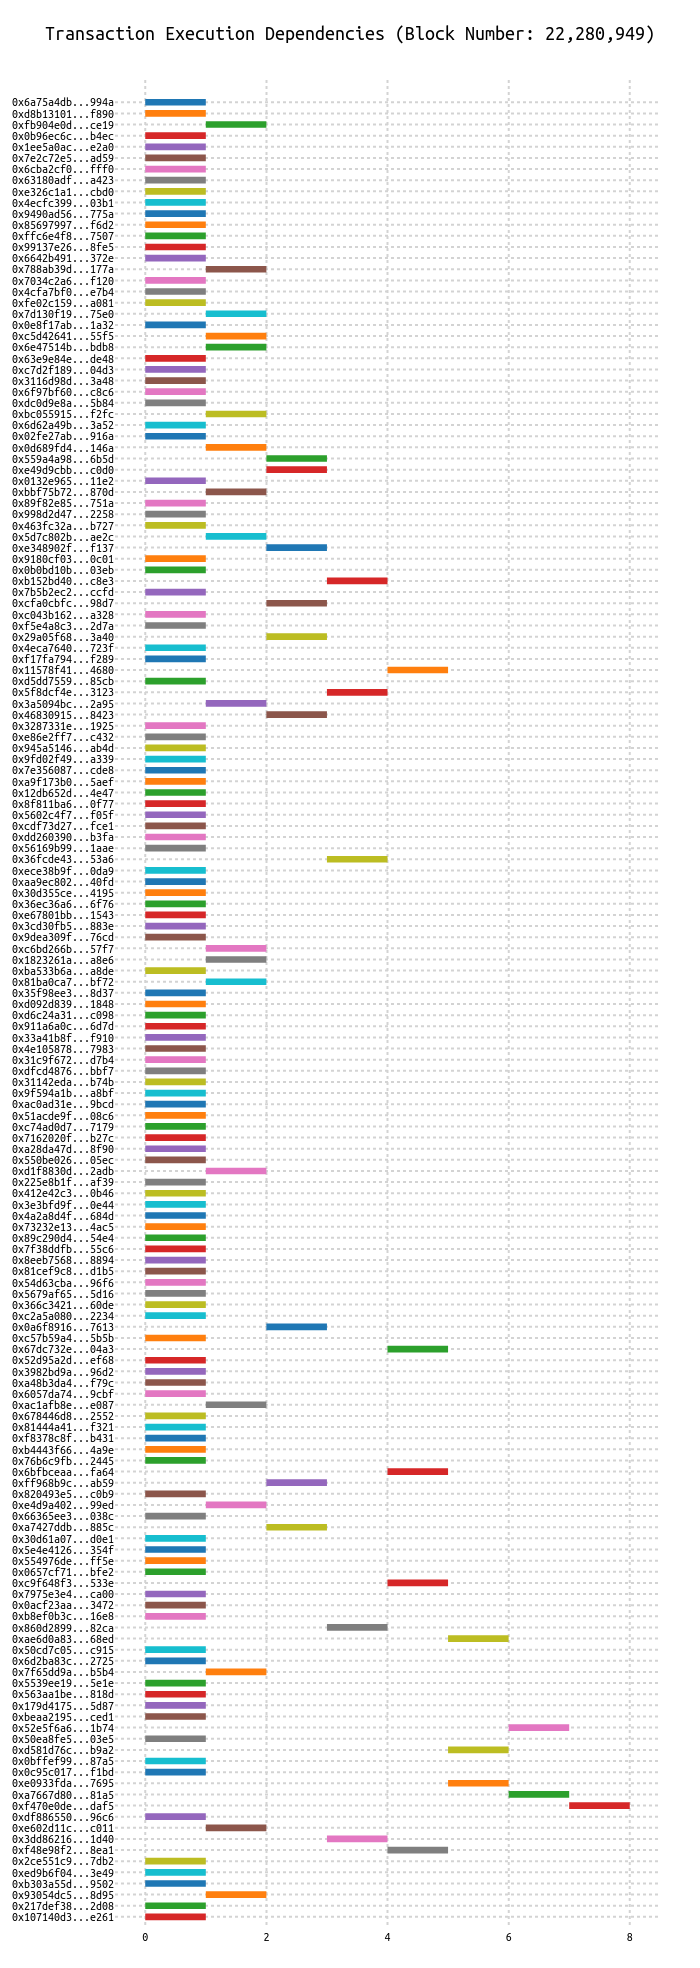 Transaction Execution Dependencies (Block Number: 22,280,949)
0x6a75a4db...994a
0xd8b13101...f890
0xfb904e0d...ce19
0x0b96ec6c...b4ec
0x1ee5a0ac...e2a0
0x7e2c72e5...ad59
0x6cba2cf0...fff0
0x63180adf...a423
0xe326c1a1...cbd0
0x4ecfc399...03b1
0x9490ad56...775a
0x85697997...f6d2
0xffc6e4f8...7507
0x99137e26...8fe5
0x6642b491...372e
0x788ab39d...177a
0x7034c2a6...f120
0x4cfa7bf0...e7b4
0xfe02c159...a081
0x7d130f19...75e0
0x0e8f17ab...1a32
0xc5d42641...55f5
0x6e47514b...bdb8
0x63e9e84e...de48
0xc7d2f189...04d3
0x3116d98d...3a48
0x6f97bf60...c8c6
0xdc0d9e8a...5b84
0xbc055915...f2fc
0x6d62a49b...3a52
0x02fe27ab...916a
0x0d689fd4...146a
0x559a4a98...6b5d
0xe49d9cbb...c0d0
0x0132e965...11e2
0xbbf75b72...870d
0x89f82e85...751a
0x998d2d47...2258
0x463fc32a...b727
0x5d7c802b...ae2c
0xe348902f...f137
0x9180cf03...0c01
0x0b0bd10b...03eb
0xb152bd40...c8e3
0x7b5b2ec2...ccfd
0xcfa0cbfc...98d7
0xc043b162...a328
0xf5e4a8c3...2d7a
0x29a05f68...3a40
0x4eca7640...723f
0xf17fa794...f289
0x11578f41...4680
0xd5dd7559...85cb
0x5f8dcf4e...3123
0x3a5094bc...2a95
0x46830915...8423
0x3287331e...1925
0xe86e2ff7...c432
0x945a5146...ab4d
0x9fd02f49...a339
0x7e356087...cde8
0xa9f173b0...5aef
0x12db652d...4e47
0x8f811ba6...0f77
0x5602c4f7...f05f
0xcdf73d27...fce1
0xdd260390...b3fa
0x56169b99...1aae
0x36fcde43...53a6
0xece38b9f...0da9
0xaa9ec802...40fd
0x30d355ce...4195
0x36ec36a6...6f76
0xe67801bb...1543
0x3cd30fb5...883e
0x9dea309f...76cd
0xc6bd266b...57f7
0x1823261a...a8e6
0xba533b6a...a8de
0x81ba0ca7...bf72
0x35f98ee3...8d37
0xd092d839...1848
0xd6c24a31...c098
0x911a6a0c...6d7d
0x33a41b8f...f910
0x4e105878...7983
0x31c9f672...d7b4
0xdfcd4876...bbf7
0x31142eda...b74b
0x9f594a1b...a8bf
0xac0ad31e...9bcd
0x51acde9f...08c6
0xc74ad0d7...7179
0x7162020f...b27c
0xa28da47d...8f90
0x550be026...05ec
0xd1f8830d...2adb
0x225e8b1f...af39
0x412e42c3...0b46
0x3e3bfd9f...0e44
0x4a2a8d4f...684d
0x73232e13...4ac5
0x89c290d4...54e4
0x7f38ddfb...55c6
0x8eeb7568...8894
0x81cef9c8...d1b5
0x54d63cba...96f6
0x5679af65...5d16
0x366c3421...60de
0xc2a5a080...2234
0x0a6f8916...7613
0xc57b59a4...5b5b
0x67dc732e...04a3
0x52d95a2d...ef68
0x3982bd9a...96d2
0xa48b3da4...f79c
0x6057da74...9cbf
0xac1afb8e...e087
0x678446d8...2552
0x81444a41...f321
0xf8378c8f...b431
0xb4443f66...4a9e
0x76b6c9fb...2445
0x6bfbceaa...fa64
0xff968b9c...ab59
0x820493e5...c0b9
0xe4d9a402...99ed
0x66365ee3...038c
0xa7427ddb...885c
0x30d61a07...d0e1
0x5e4e4126...354f
0x554976de...ff5e
0x0657cf71...bfe2
0xc9f648f3...533e
0x7975e3e4...ca00
0x0acf23aa...3472
0xb8ef0b3c...16e8
0x860d2899...82ca
0xae6d0a83...68ed
0x50cd7c05...c915
0x6d2ba83c...2725
0x7f65dd9a...b5b4
0x5539ee19...5e1e
0x563aa1be...818d
0x179d4175...5d87
0xbeaa2195...ced1
0x52e5f6a6...1b74
0x50ea8fe5...03e5
0xd581d76c...b9a2
0x0bffef99...87a5
0x0c95c017...f1bd
0xe0933fda...7695
0xa7667d80...81a5
0xf470e0de...daf5
0xdf886550...96c6
0xe602d11c...c011
0x3dd86216...1d40
0xf48e98f2...8ea1
0x2ce551c9...7db2
0xed9b6f04...3e49
0xb303a55d...9502
0x93054dc5...8d95
0x217def38...2d08
0x107140d3...e261
0 2 4 6 8